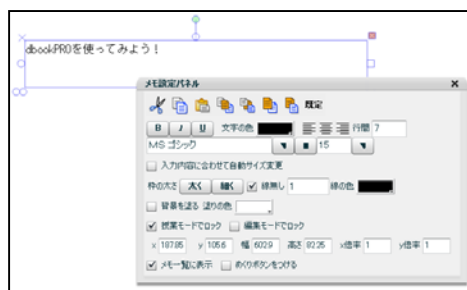 dbookPROを使ってみよう！
メモ設定パネル ×
既定
B I U 文字の色 行間 7
MS ゴシック 15
入力内容に合わせて自動サイズ変更
枠の太さ 太く 細く 線無し 1 線の色
背景を塗る 塗りの色
授業モードでロック 編集モードでロック
x 187.85 y 105.6 幅 602.9 高さ 82.35 x倍率 1 y倍率 1
メモ一覧に表示 めくりボタンをつける